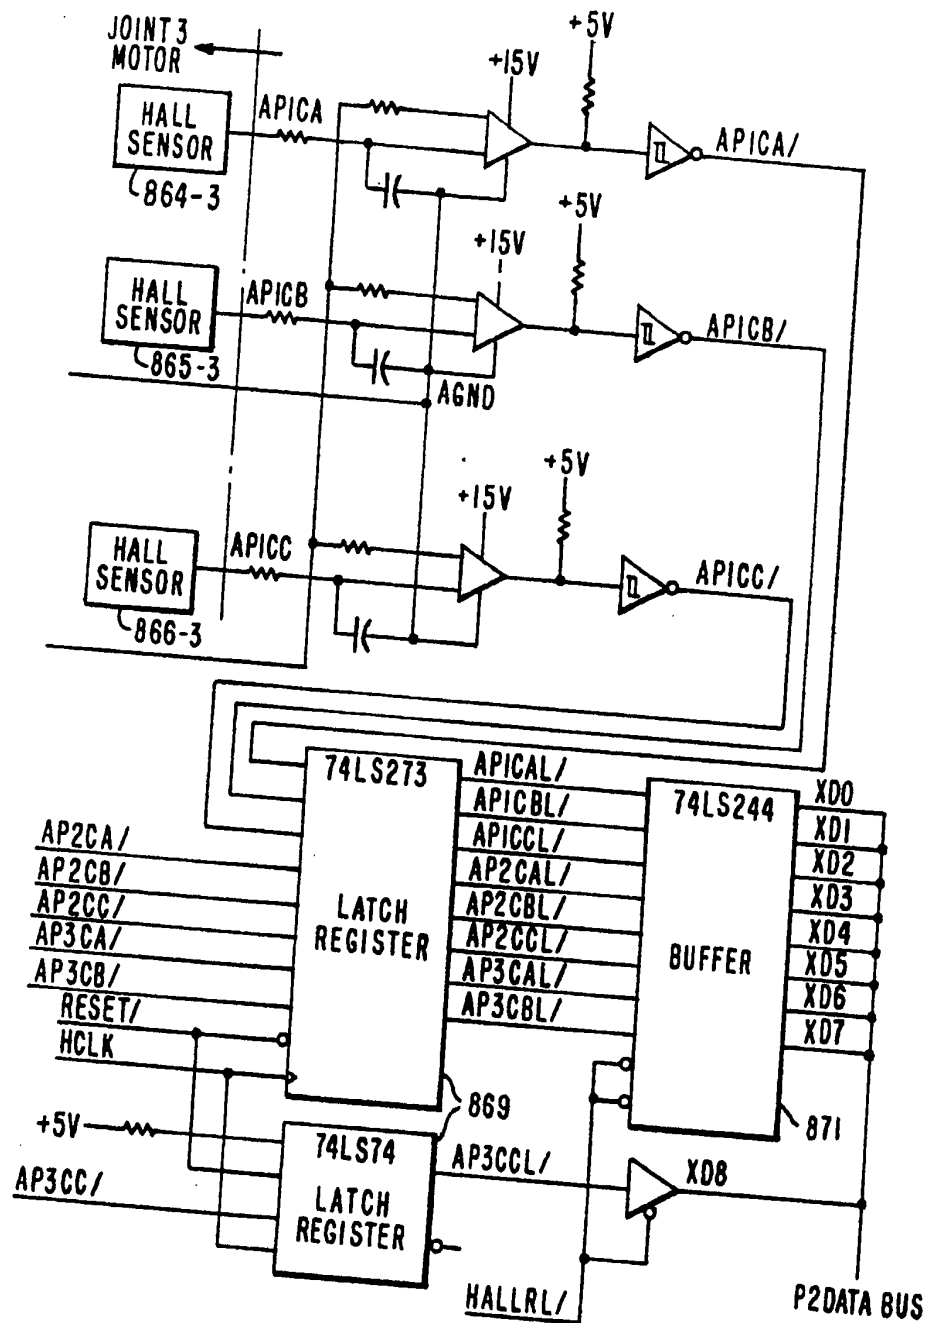 JOINT 3
MOTOR
+5V
+15V
HALL
SENSOR
APICA
APICA/
864-3
+5V
+15V
HALL
SENSOR
APICB
APICB/
865-3
AGND
+5V
+15V
HALL
SENSOR
APICC
APICC/
866-3
74LS273
LATCH
REGISTER
AP2CA/
AP2CB/
AP2CC/
AP3CA/
AP3CB/
RESET/
HCLK
APICAL/
APICBL/
APICCL/
AP2CAL/
AP2CBL/
AP2CCL/
AP3CAL/
AP3CBL/
74LS244
BUFFER
XD0
XD1
XD2
XD3
XD4
XD5
XD6
XD7
869
871
+5V
AP3CC/
74LS74
LATCH
REGISTER
AP3CCL/
XD8
HALLRL/
P2DATA BUS